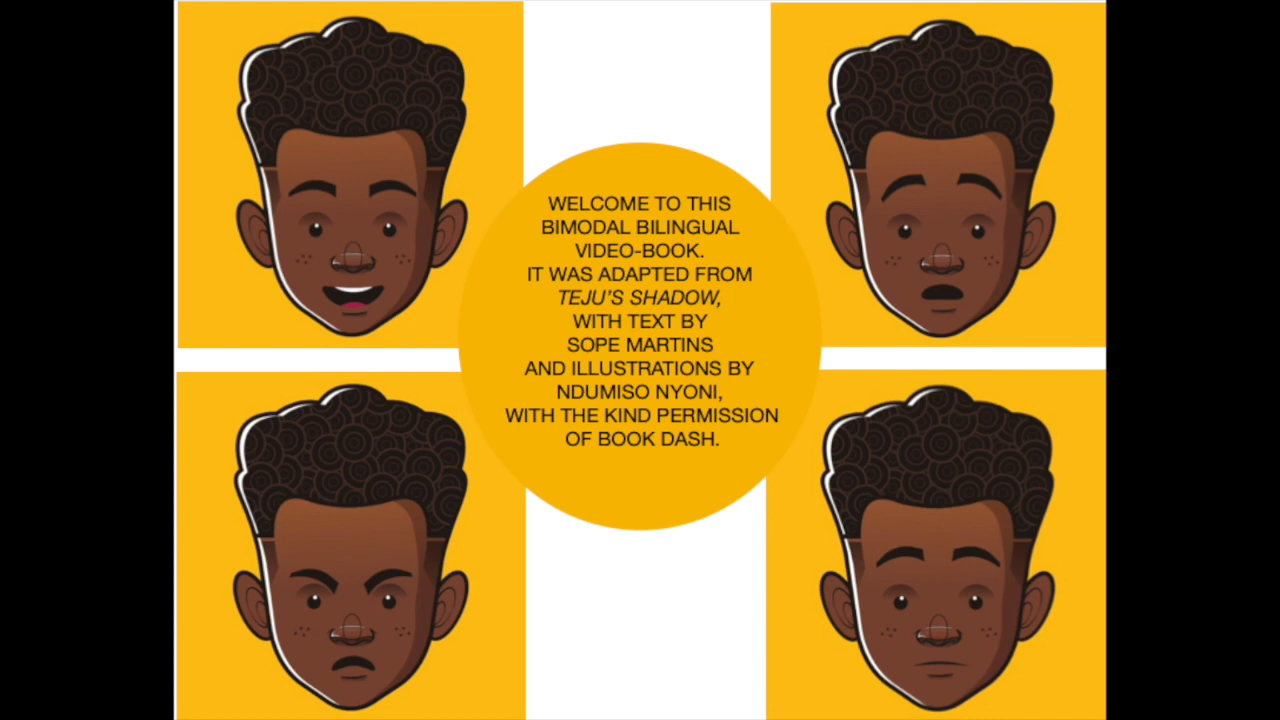 WELCOME TO THIS
BIMODAL BILINGUAL
VIDEO-BOOK.
IT WAS ADAPTED FROM
TEJU'S SHADOW,
WITH TEXT BY
SOPE MARTINS
AND ILLUSTRATIONS BY
NDUMISO NYONI,
WITH THE KIND PERMISSION
OF BOOK DASH.